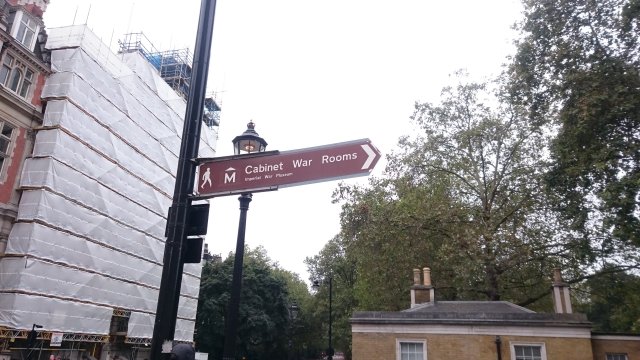 M Cabinet War Rooms
Imperial War Museum